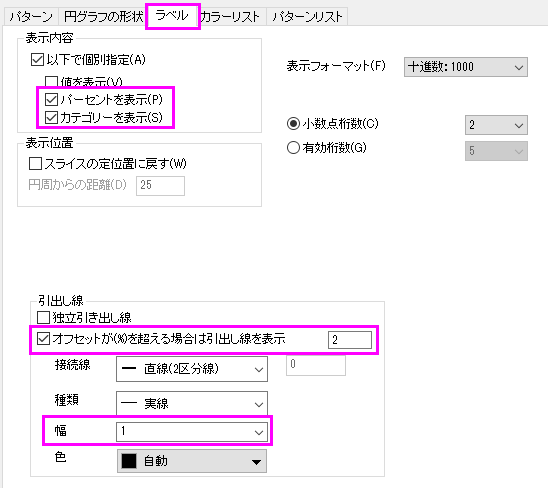 パターン 円グラフの形状 ラベル カラーリスト パターンリスト
表示内容
以下で個別指定(A)
値を表示(V)
パーセントを表示(P)
カテゴリーを表示(S)
表示フォーマット(F) 十進数: 1000
小数点桁数(C) 2
有効桁数(G) 5
表示位置
スライスの定位置に戻す(W)
円周からの距離(D) 25
引出し線
独立引き出し線
オフセットが(%)を超える場合は引出し線を表示 2
接続線 直線(2区分線) 0
種類 実線
幅 1
色 自動